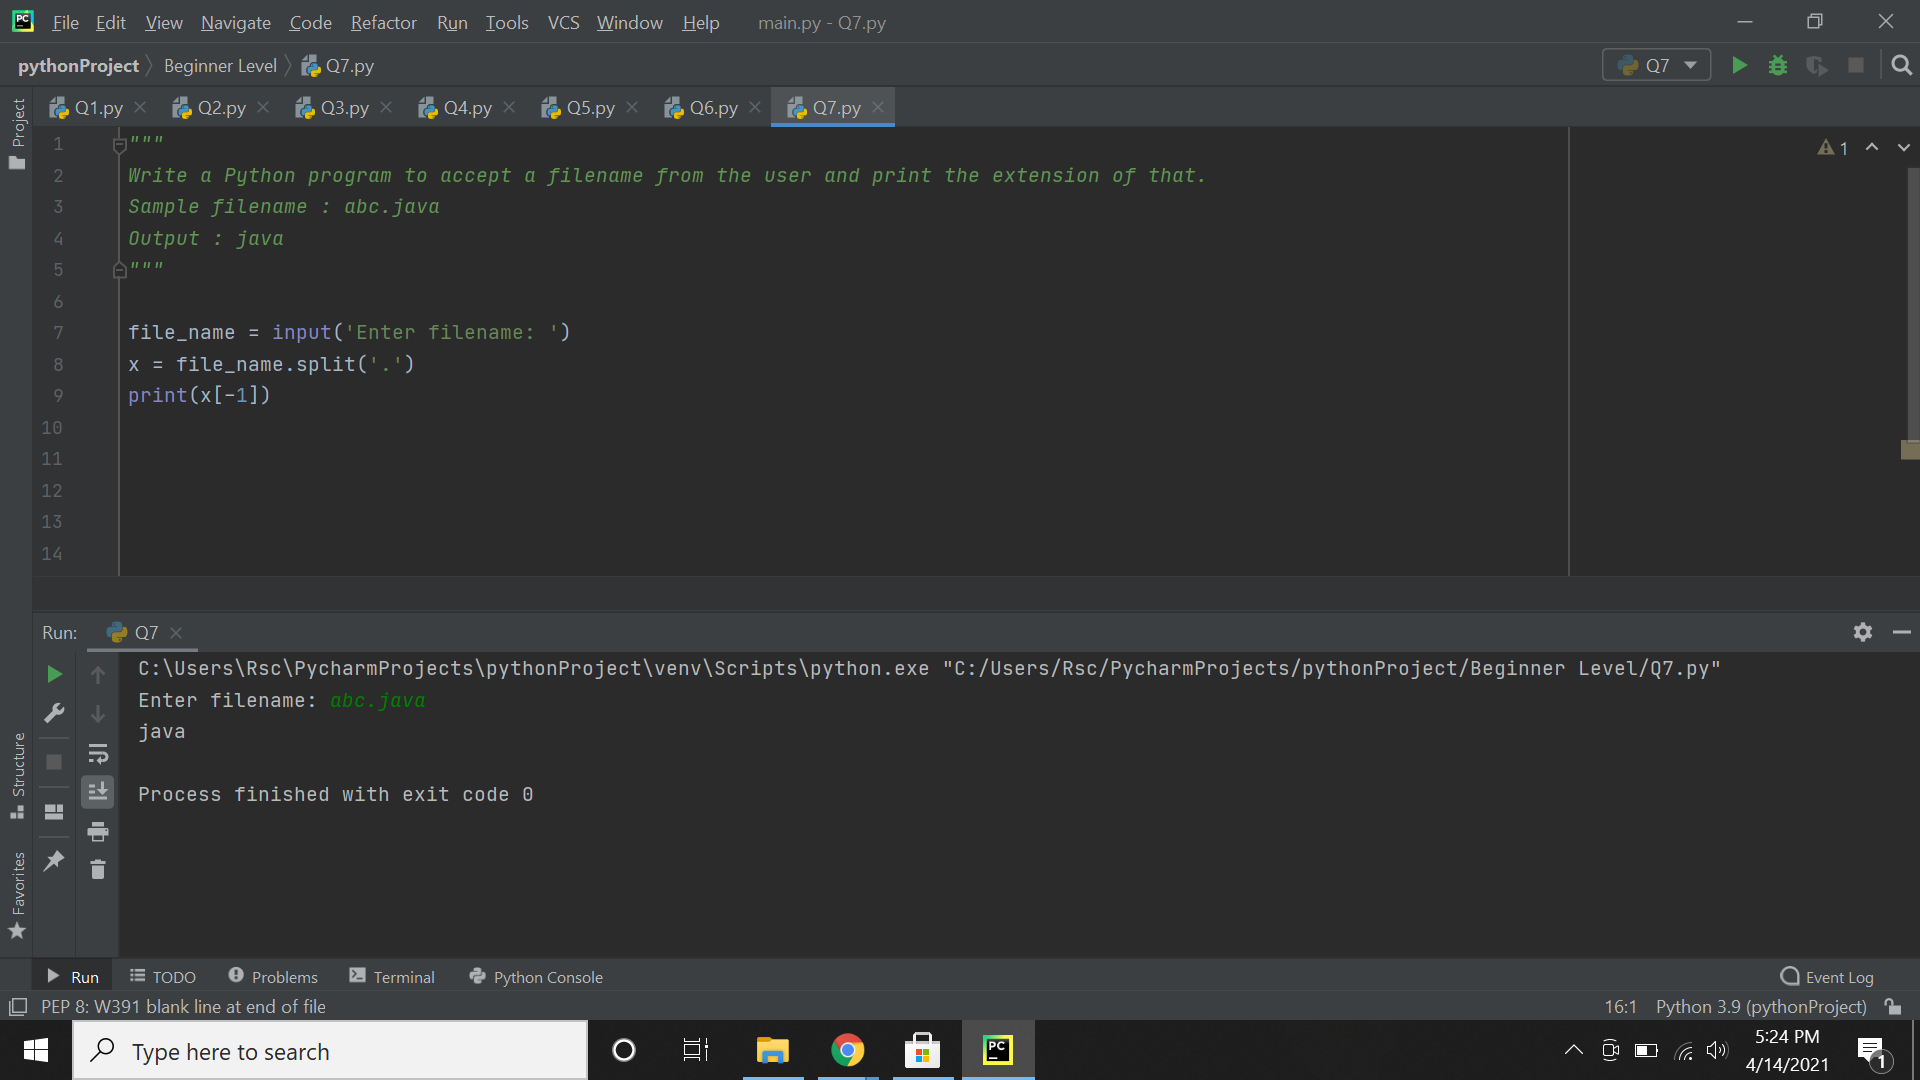 PC File Edit View Navigate Code Refactor Run Tools VCS Window Help main.py - Q7.py
pythonProject Beginner Level Q7.py Q7
Q1.py Q2.py Q3.py Q4.py Q5.py Q6.py Q7.py
Project
1 """
1
2 Write a Python program to accept a filename from the user and print the extension of that.
3 Sample filename : abc.java
4 Output : java
5 """
6
7 file_name = input('Enter filename: ')
8 x = file_name.split('.')
9 print(x[-1])
10
11
12
13
14
Run: Q7
C:\Users\Rsc\PycharmProjects\pythonProject\venv\Scripts\python.exe "C:/Users/Rsc/PycharmProjects/pythonProject/Beginner Level/Q7.py"
Enter filename: abc.java
java
Process finished with exit code 0
Structure
Favorites
Run TODO Problems Terminal Python Console Event Log
PEP 8: W391 blank line at end of file 16:1 Python 3.9 (pythonProject)
Type here to search PC 5:24 PM
4/14/2021
1